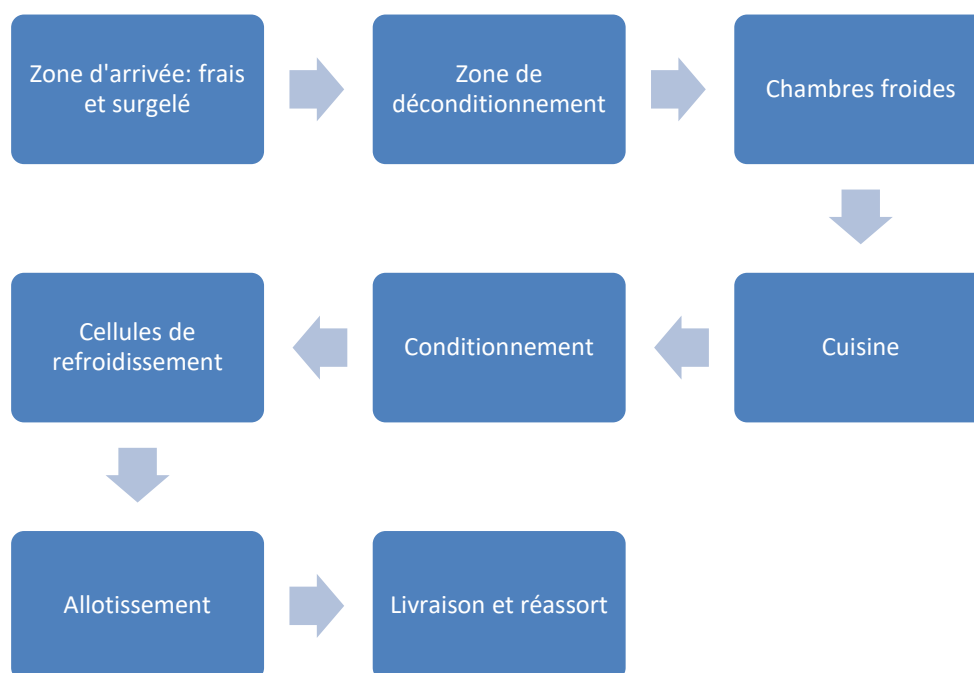 Zone d'arrivée: frais
et surgelé
Zone de
déconditionnement
Chambres froides
Cuisine
Conditionnement
Cellules de
refroidissement
Allotissement
Livraison et réassort